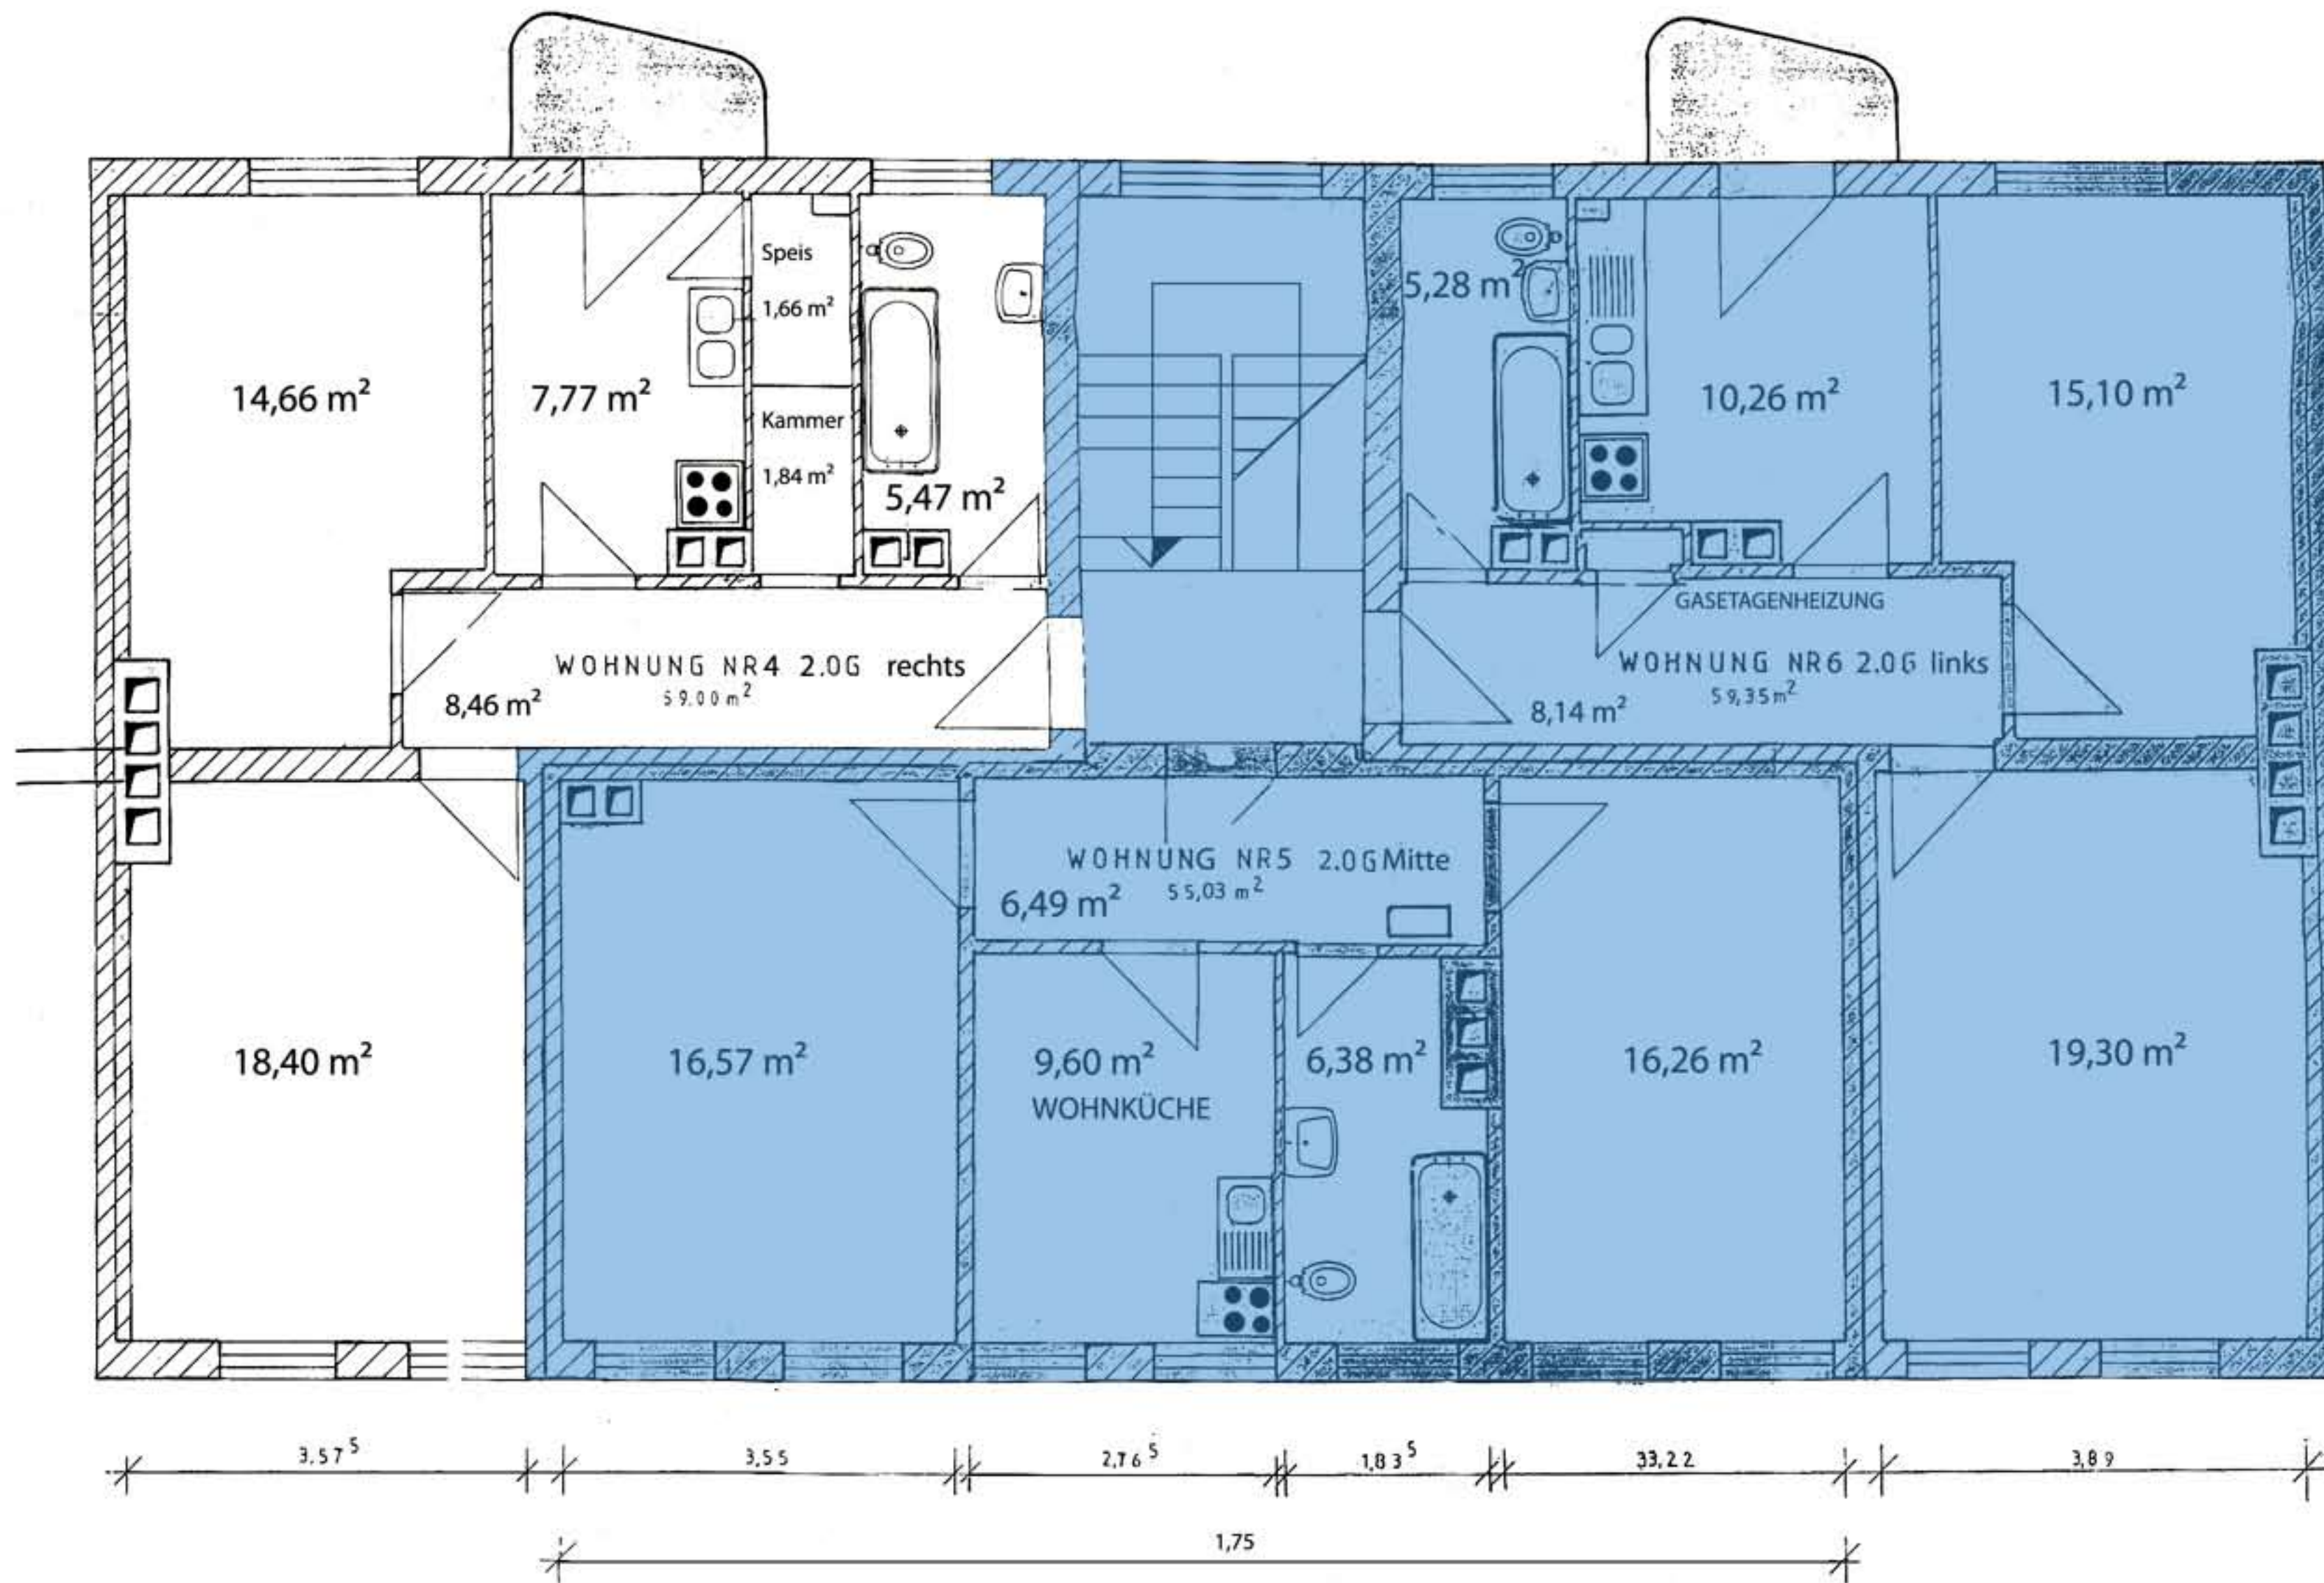 Speis
1,66 m²
14,66 m²
7,77 m²
Kammer
1,84 m²
5,47 m²
5,28 m²
10,26 m²
15,10 m²
GASETAGENHEIZUNG
WOHNUNG NR4 2.OG rechts
59.00 m²
8,46 m²
WOHNUNG NR6 2.OG links
59,35 m²
8,14 m²
WOHNUNG NR5 2.OG Mitte
55,03 m²
6,49 m²
18,40 m²
16,57 m²
9,60 m²
WOHNKÜCHE
6,38 m²
16,26 m²
19,30 m²
3,57⁵ 3,55 2,76⁵ 1,83⁵ 33,22 3,89
1,75